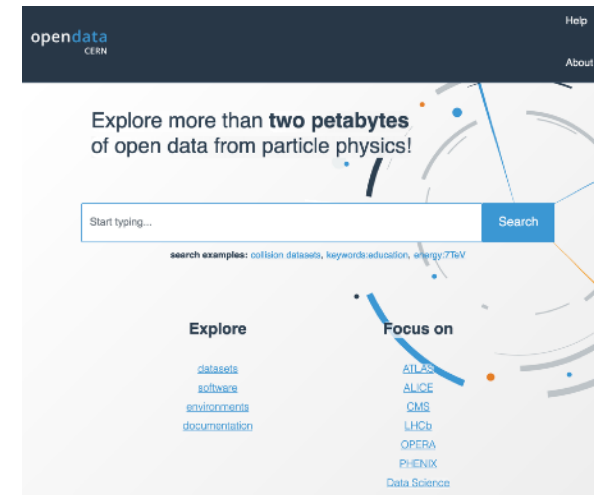 Help
opendata
CERN
About
Explore more than two petabytes
of open data from particle physics!
Start typing...
Search
search examples: collision datasets, keywords:education, energy:7TeV
Explore
Focus on
datasets
ATLAS
software
ALICE
environments
CMS
documentation
LHCb
OPERA
PHENIX
Data Science